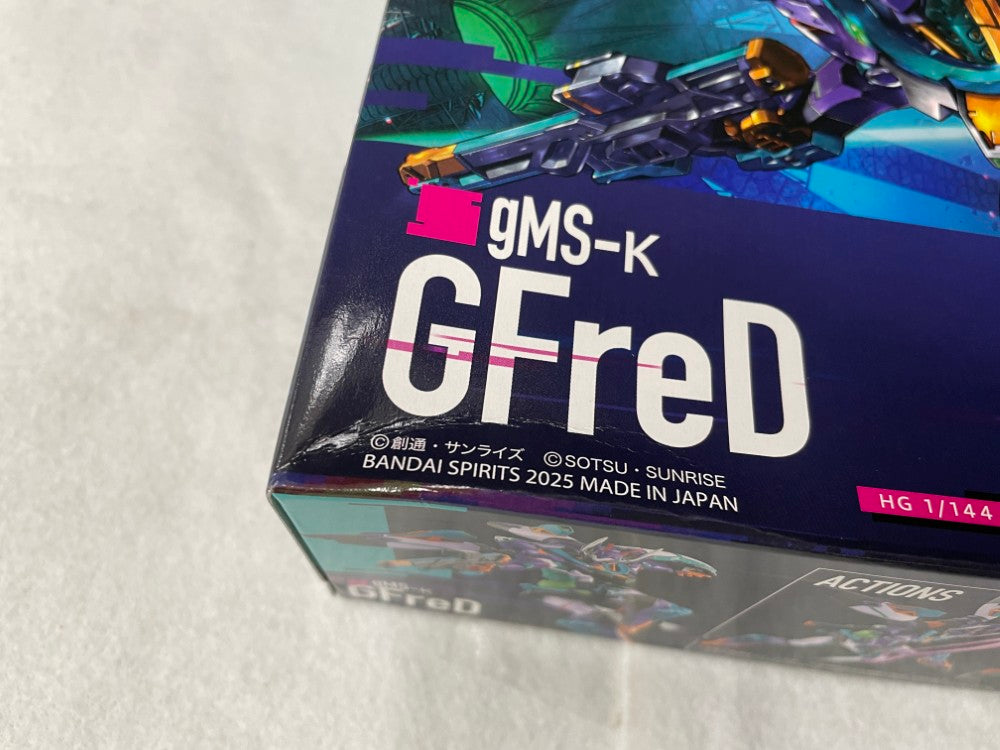 gMS-κ
GFreD
©創通・サンライズ ©SOTSU・SUNRISE
BANDAI SPIRITS 2025 MADE IN JAPAN
HG 1/144
gMS-κ
GFreD
ACTIONS